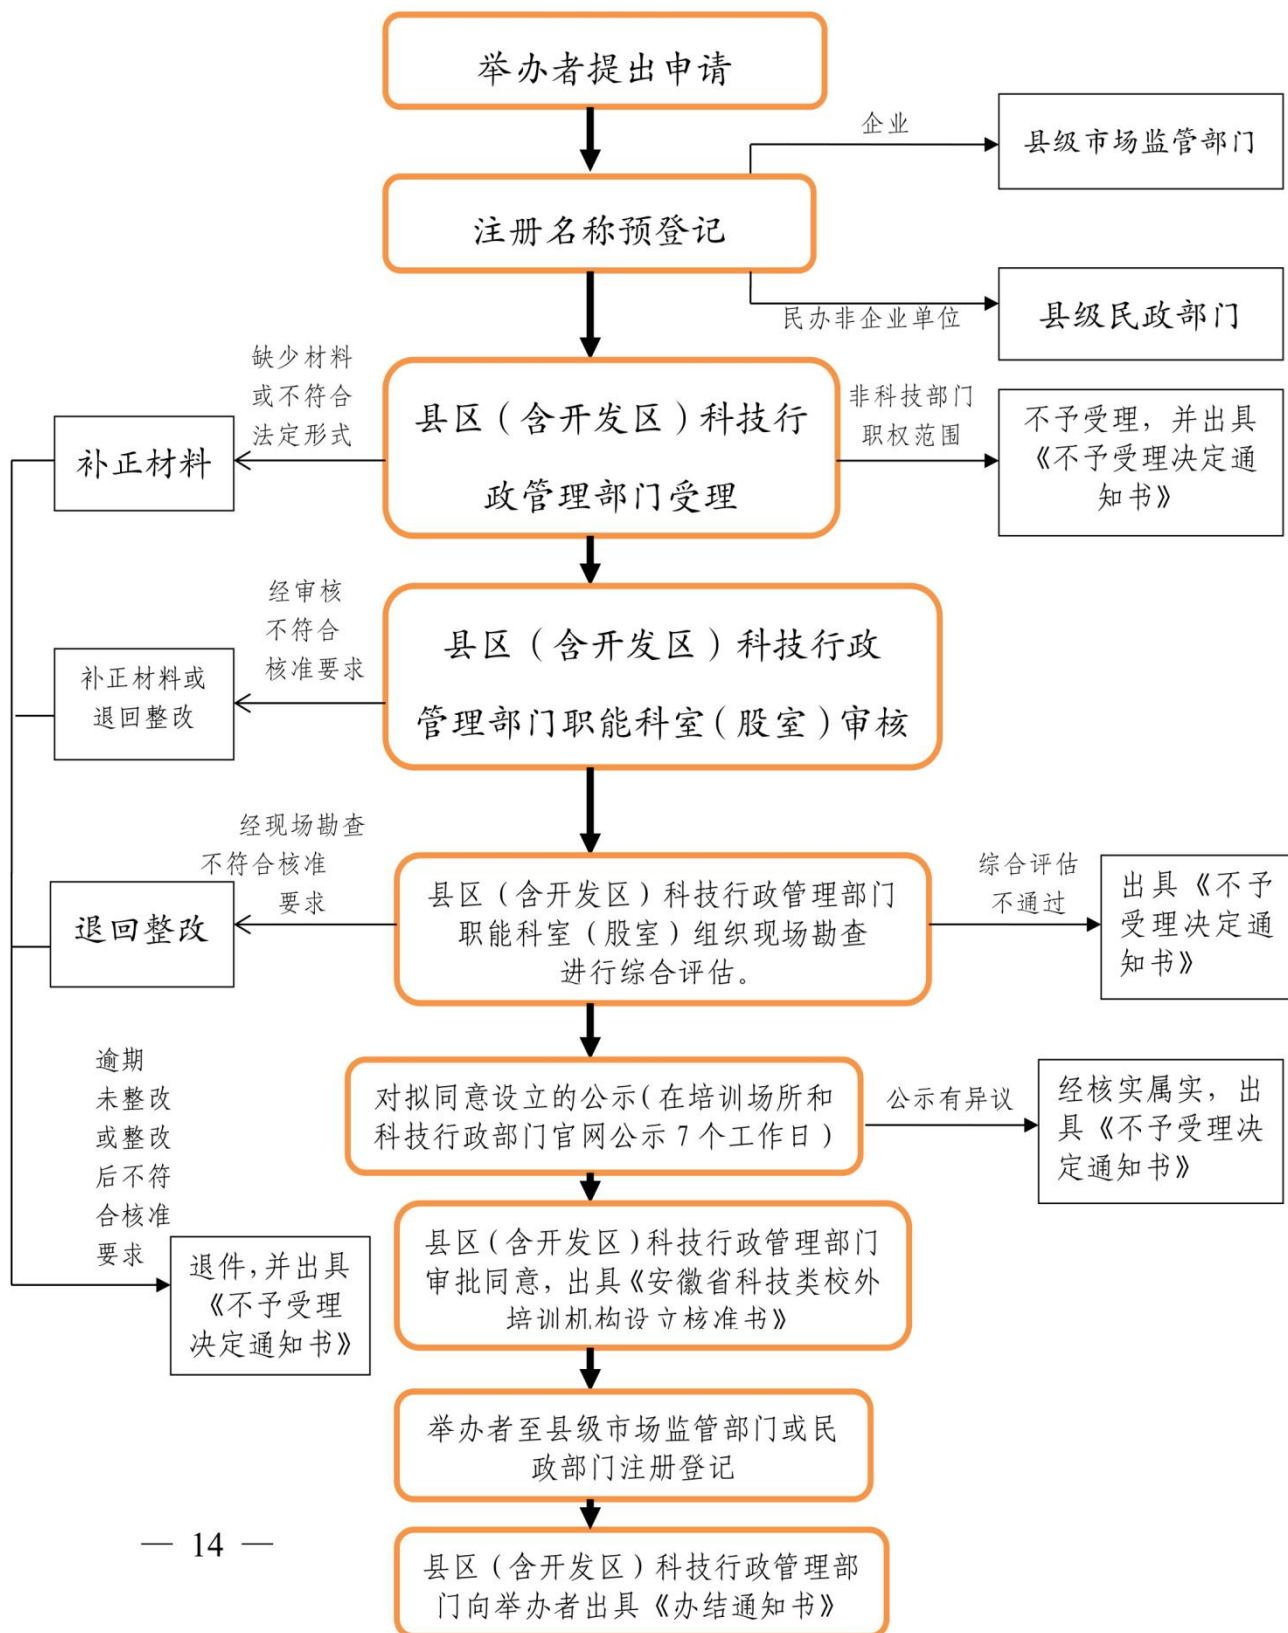 举办者提出申请
企业
县级市场监管部门
注册名称预登记
民办非企业单位
县级民政部门
缺少材料
或不符合
法定形式
补正材料
县区（含开发区）科技行
政管理部门受理
非科技部门
职权范围
不予受理，并出具
《不予受理决定通
知书》
经审核
不符合
核准要求
补正材料或
退回整改
县区（含开发区）科技行政
管理部门职能科室（股室）审核
经现场勘查
不符合核准
要求
退回整改
县区（含开发区）科技行政管理部门
职能科室（股室）组织现场勘查
进行综合评估。
综合评估
不通过
出具《不予
受理决定通
知书》
逾期
未整改
或整改
后不符
合核准
要求
对拟同意设立的公示（在培训场所和
科技行政部门官网公示7个工作日）
公示有异议
经核实属实，出
具《不予受理决
定通知书》
退件，并出具
《不予受理
决定通知书》
县区（含开发区）科技行政管理部门
审批同意，出具《安徽省科技类校外
培训机构设立核准书》
举办者至县级市场监管部门或民
政部门注册登记
— 14 —
县区（含开发区）科技行政管理部
门向举办者出具《办结通知书》